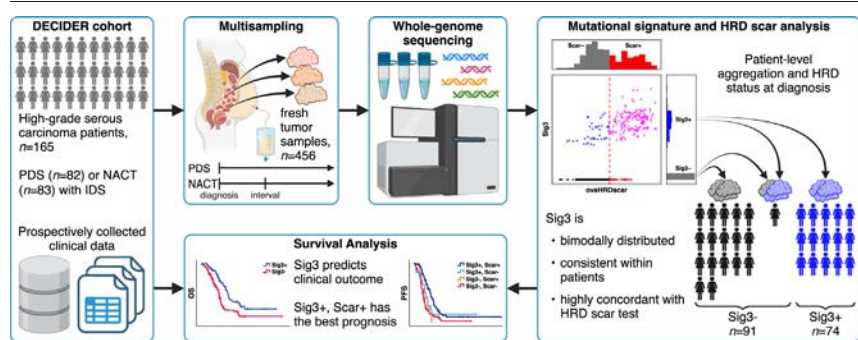 DECIDER cohort
High-grade serous
carcinoma patients,
n=165
PDS (n=82) or NACT
(n=83) with IDS
Prospectively collected
clinical data
Multisampling
fresh
tumor
samples,
n=456
PDS
NACT
diagnosis
interval
Whole-genome
sequencing
Mutational signature and HRD scar analysis
Scar−
Scar+
Sig3
ovaHRDscar
Sig3+
Sig3−
Patient-level
aggregation and HRD
status at diagnosis
Sig3 is
• bimodally distributed
• consistent within
patients
• highly concordant with
HRD scar test
Sig3-
n=91
Sig3+
n=74
Survival Analysis
OS
Sig3+
Sig3-
Sig3 predicts
clinical outcome
Sig3+, Scar+ has
the best prognosis
PFS
Sig3+, Scar+
Sig3+, Scar-
Sig3-, Scar+
Sig3-, Scar-